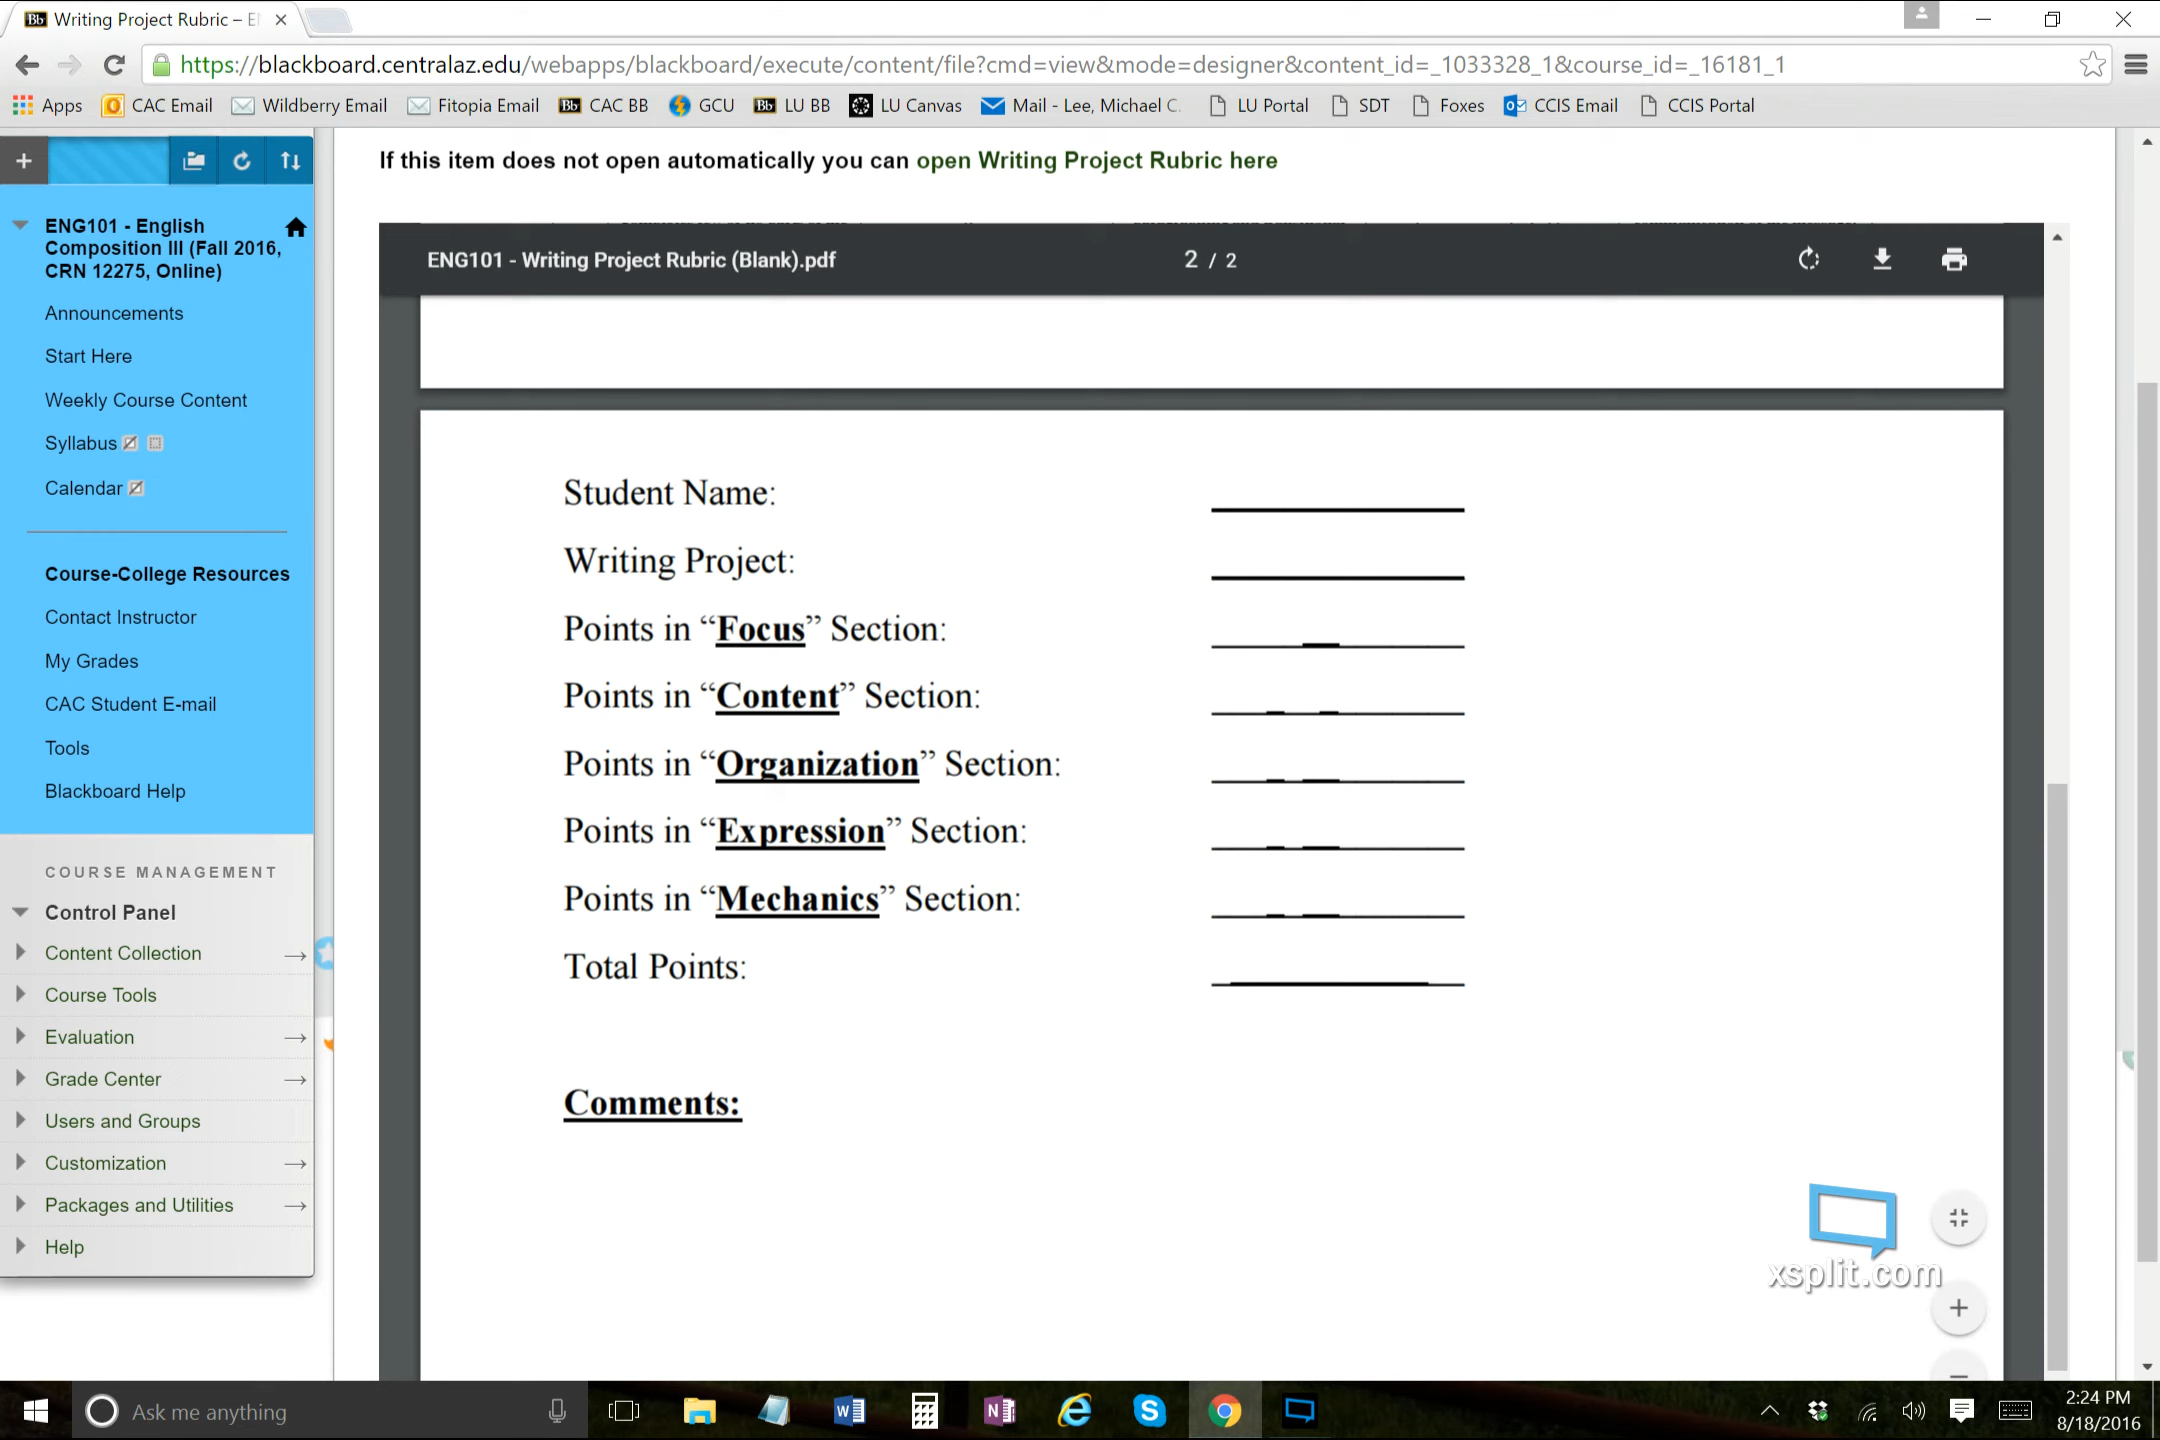 Writing Project Rubric – E
https://blackboard.centralaz.edu/webapps/blackboard/execute/content/file?cmd=view&mode=designer&content_id=_1033328_1&course_id=_16181_1
Apps CAC Email Wildberry Email Fitopia Email CAC BB GCU LU BB LU Canvas Mail - Lee, Michael C. LU Portal SDT Foxes CCIS Email CCIS Portal
ENG101 - English
Composition III (Fall 2016,
CRN 12275, Online)
Announcements
Start Here
Weekly Course Content
Syllabus
Calendar
Course-College Resources
Contact Instructor
My Grades
CAC Student E-mail
Tools
Blackboard Help
COURSE MANAGEMENT
Control Panel
Content Collection
Course Tools
Evaluation
Grade Center
Users and Groups
Customization
Packages and Utilities
Help
If this item does not open automatically you can open Writing Project Rubric here
ENG101 - Writing Project Rubric (Blank).pdf 2 / 2
Student Name:
Writing Project:
Points in “Focus” Section:
Points in “Content” Section:
Points in “Organization” Section:
Points in “Expression” Section:
Points in “Mechanics” Section:
Total Points:
Comments:
xsplit.com
Ask me anything
2:24 PM
8/18/2016